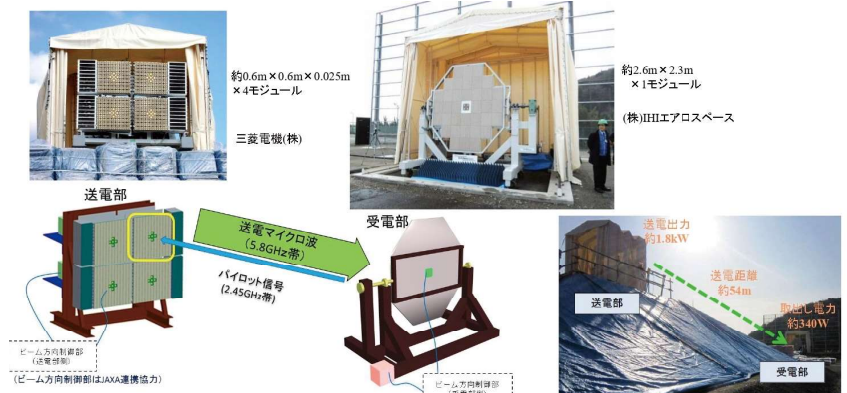 約0.6m×0.6m×0.025m
×4モジュール
三菱電機(株)
約2.6m×2.3m
×1モジュール
(株)IHIエアロスペース
送電部
送電マイクロ波
(5.8GHz帯)
パイロット信号
(2.45GHz帯)
受電部
ビーム方向制御部
(送電部側)
(ビーム方向制御部はJAXA連携協力)
ビーム方向制御部
送電出力
約1.8kW
送電距離
約54m
取出し電力
約340W
送電部
受電部